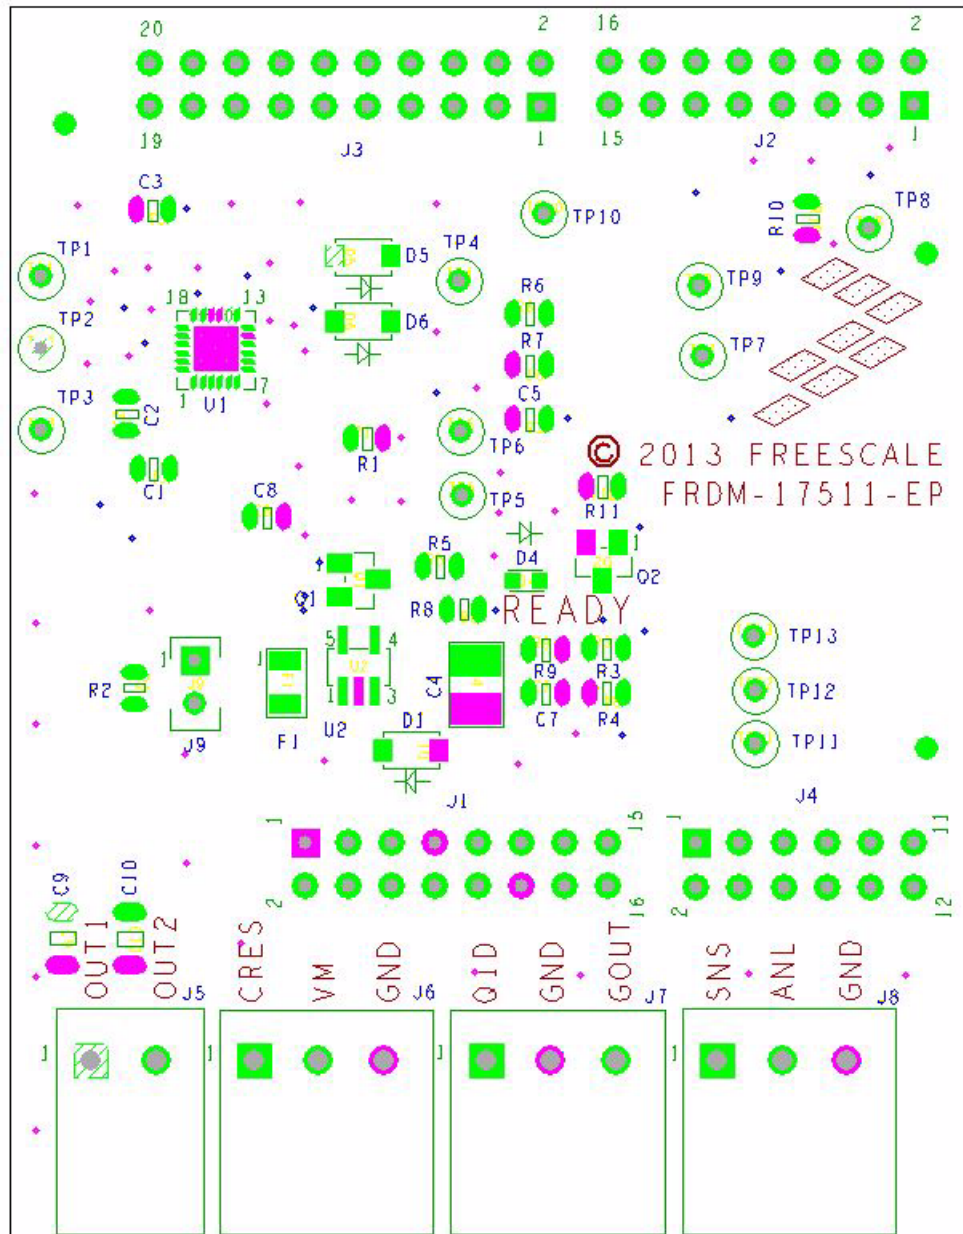 20 2 16 2
19 J3 1 15 J2 1
C3
TP10 R10 TP8
TP1 D5 TP4
TP9
R6
18 13
D6
TP2 R7 TP7
1 7
U1
TP3 C2 C5
TP6
R1
© 2013 FREESCALE
C1
FRDM-17511-EP
C8 TP5 R11
R5 D4 1
Q1 Q2
R8 READY
5 4 TP13
1 1 C4 R9 R3
R2 1 3 TP12
C7 R4
J9 F1 U2 D1 TP11
J1 J4
1 15 1 11
2 16 2 12
C9 C10
OUT1 OUT2 CRES VM GND QID GND GOUT SNS ANL GND
J5 J6 J7 J8
1 1 1 1